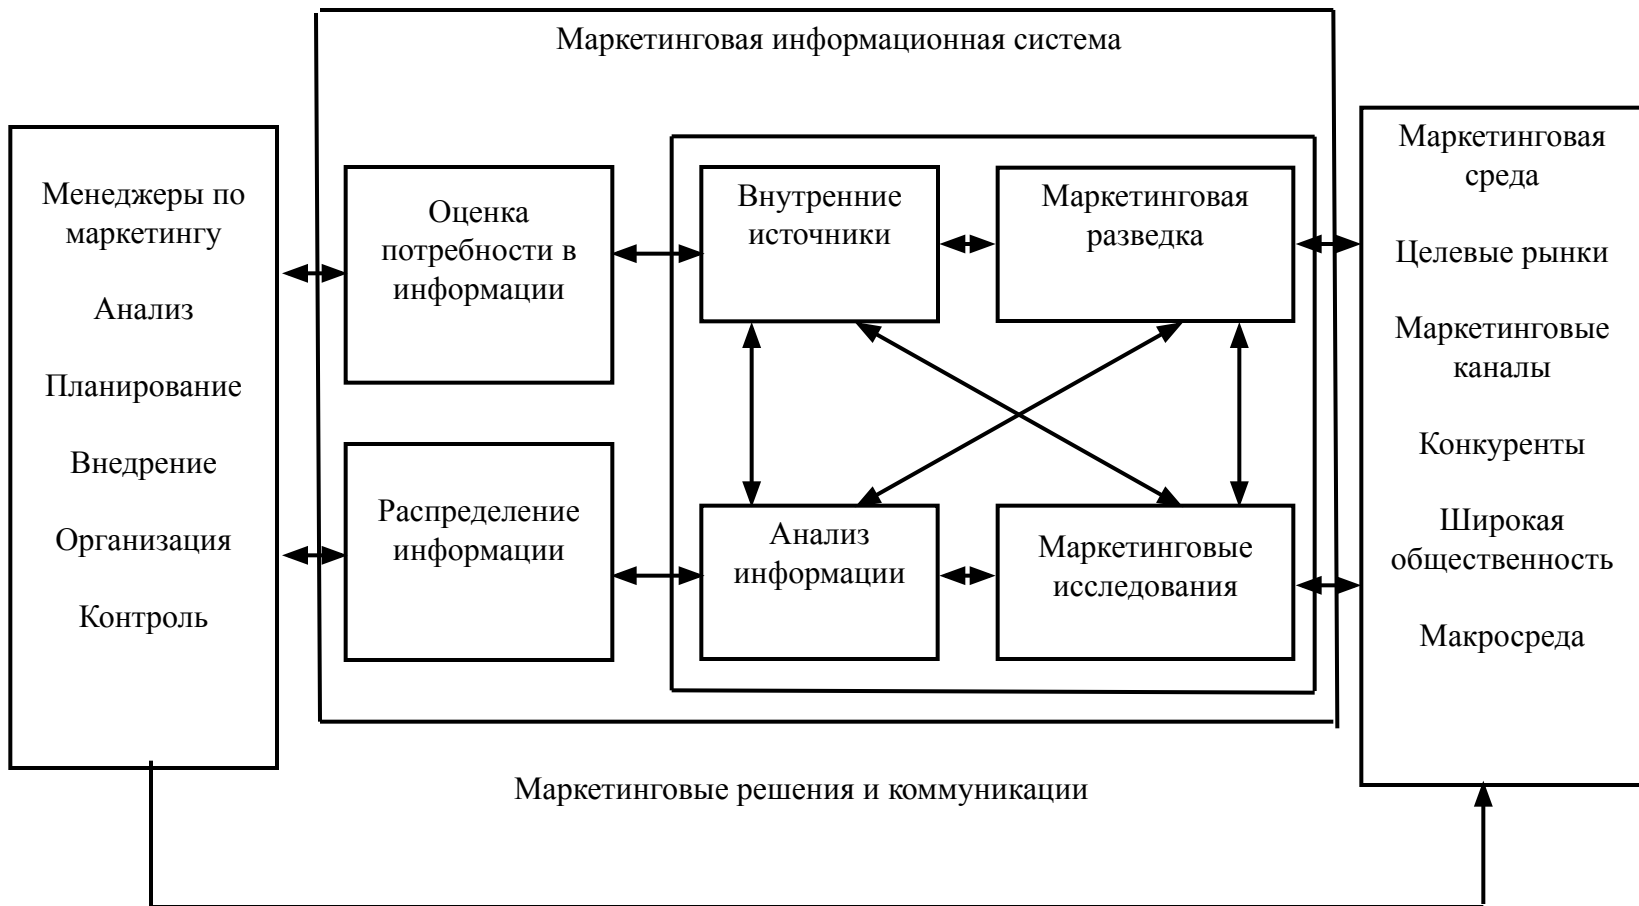 Маркетинговая информационная система
Менеджеры по
маркетингу
Анализ
Планирование
Внедрение
Организация
Контроль
Оценка
потребности в
информации
Распределение
информации
Внутренние
источники
Маркетинговая
разведка
Анализ
информации
Маркетинговые
исследования
Маркетинговая
среда
Целевые рынки
Маркетинговые
каналы
Конкуренты
Широкая
общественность
Макросреда
Маркетинговые решения и коммуникации